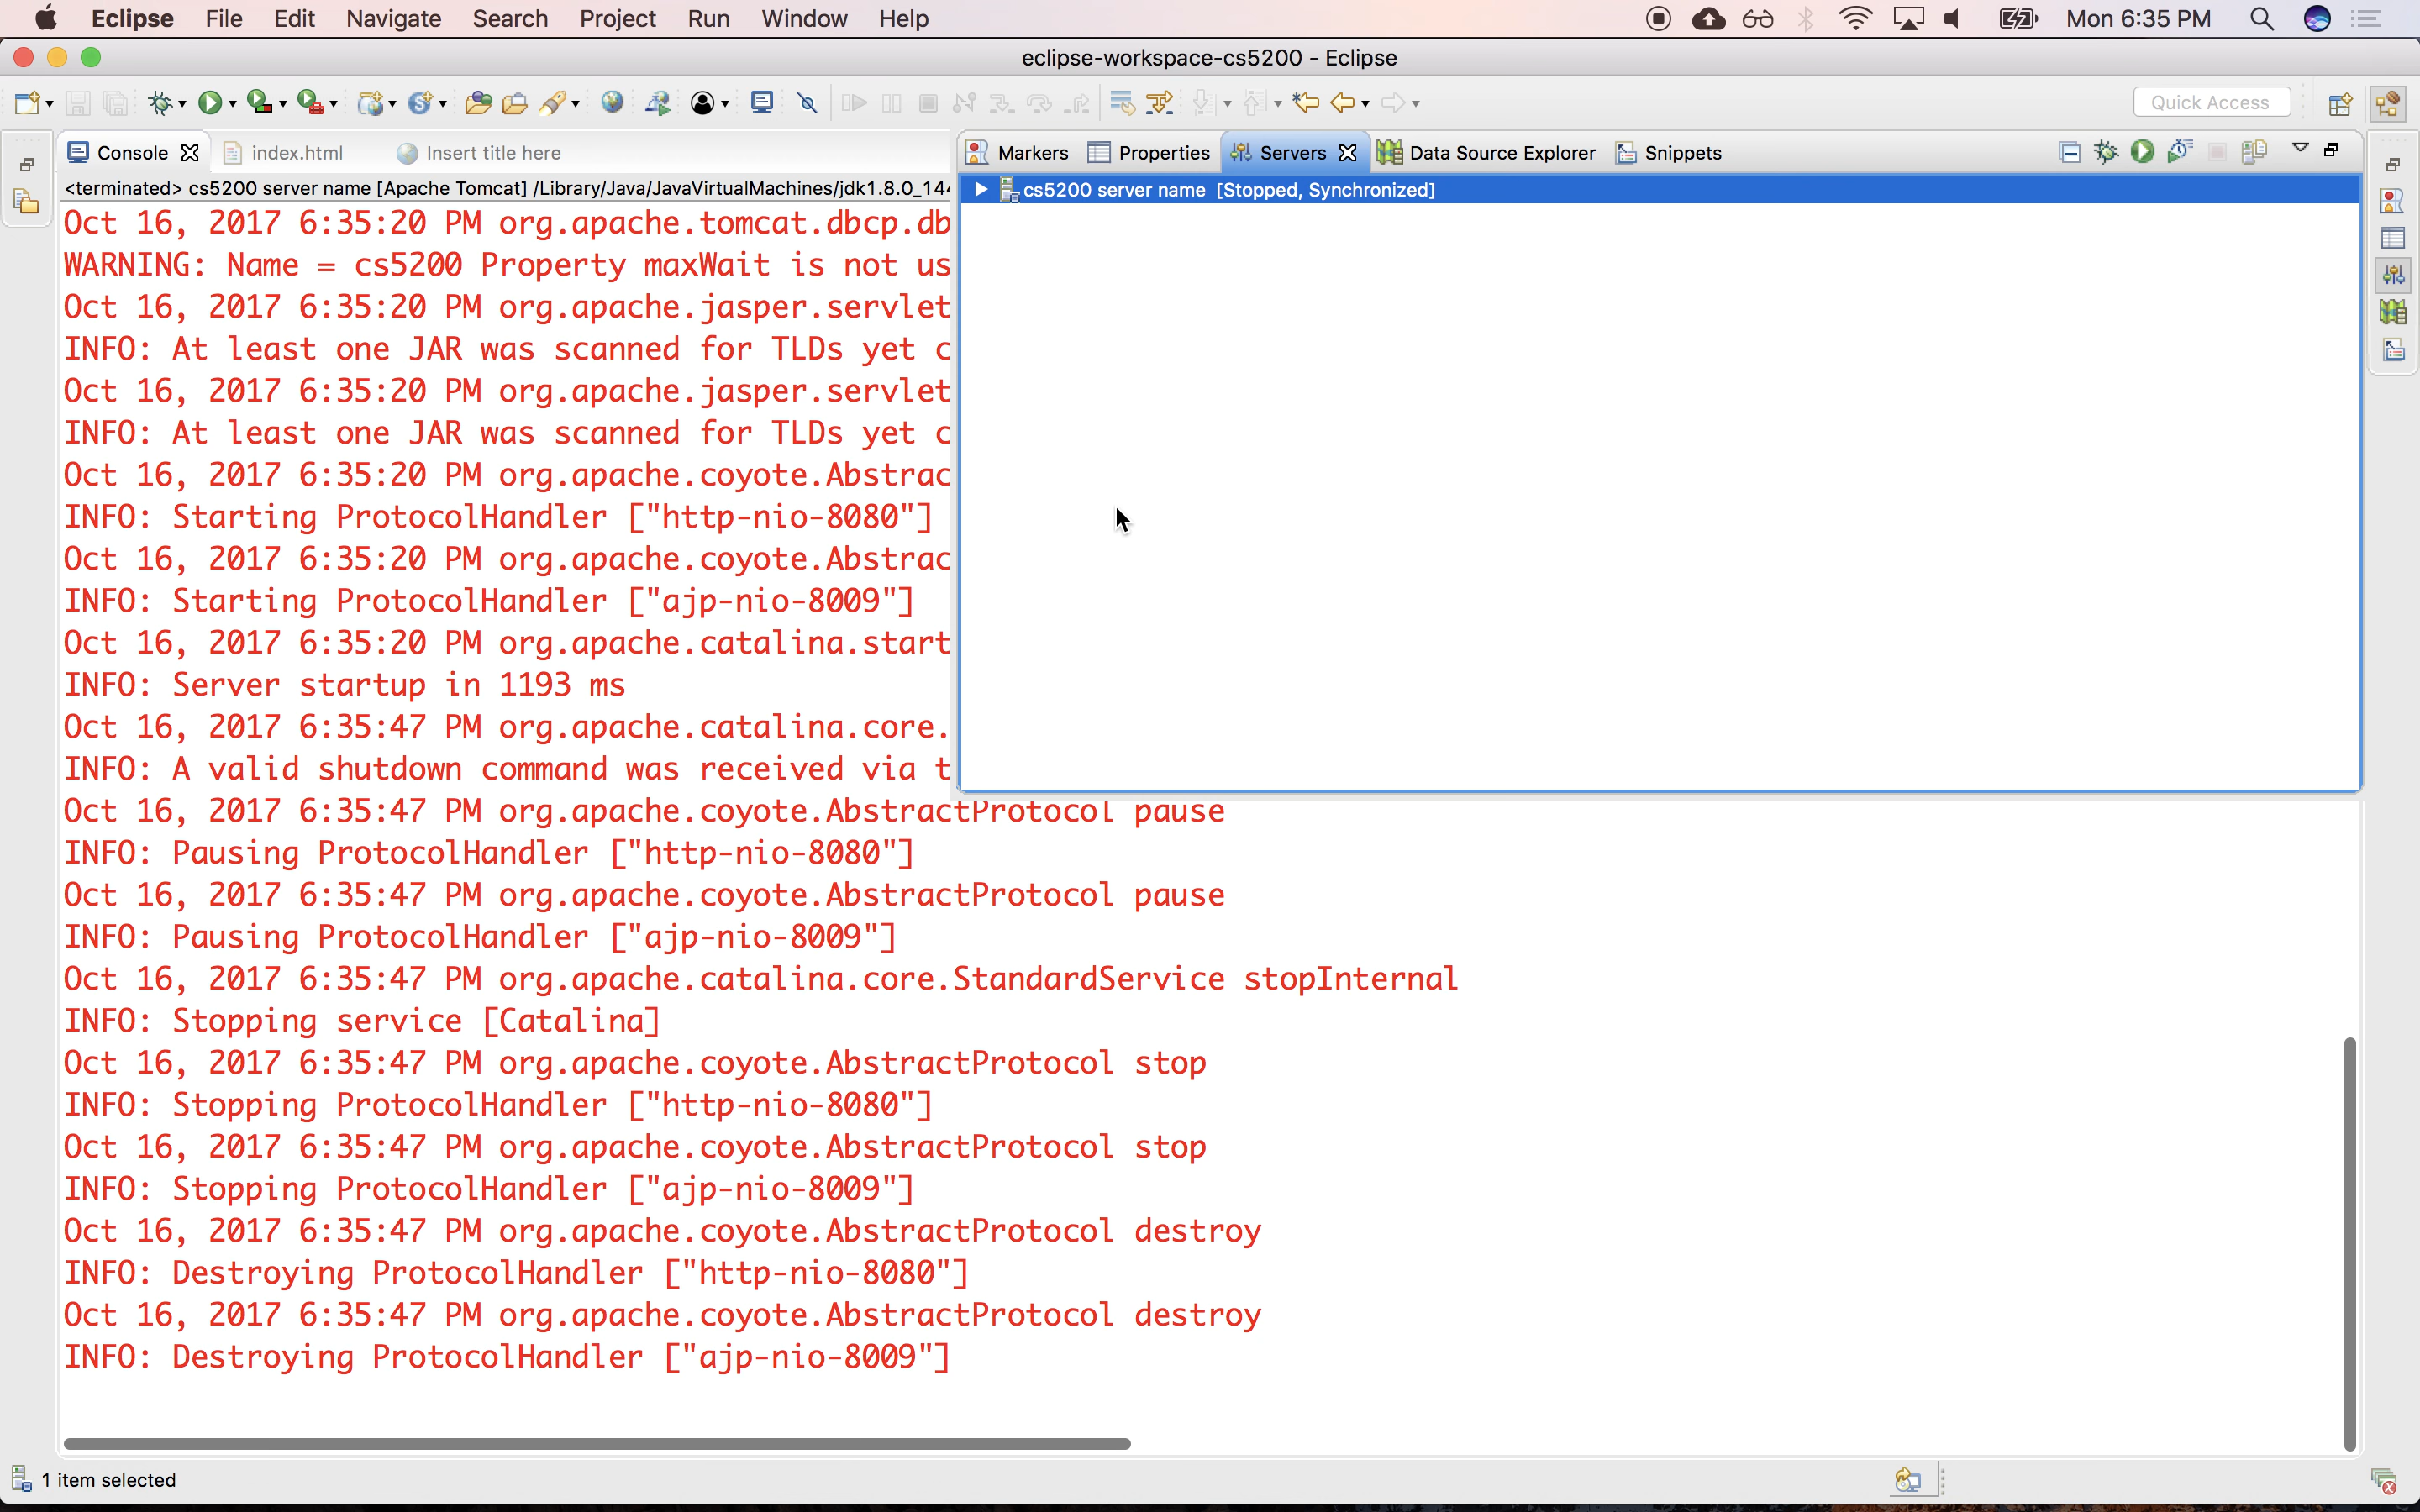 Eclipse File Edit Navigate Search Project Run Window Help Mon 6:35 PM
eclipse-workspace-cs5200 - Eclipse
Quick Access
Console index.html Insert title here
<terminated> cs5200 server name [Apache Tomcat] /Library/Java/JavaVirtualMachines/jdk1.8.0_144
Oct 16, 2017 6:35:20 PM org.apache.tomcat.dbcp.db
WARNING: Name = cs5200 Property maxWait is not us
Oct 16, 2017 6:35:20 PM org.apache.jasper.servlet
INFO: At least one JAR was scanned for TLDs yet c
Oct 16, 2017 6:35:20 PM org.apache.jasper.servlet
INFO: At least one JAR was scanned for TLDs yet c
Oct 16, 2017 6:35:20 PM org.apache.coyote.Abstrac
INFO: Starting ProtocolHandler ["http-nio-8080"]
Oct 16, 2017 6:35:20 PM org.apache.coyote.Abstrac
INFO: Starting ProtocolHandler ["ajp-nio-8009"]
Oct 16, 2017 6:35:20 PM org.apache.catalina.start
INFO: Server startup in 1193 ms
Oct 16, 2017 6:35:47 PM org.apache.catalina.core.
INFO: A valid shutdown command was received via t
Oct 16, 2017 6:35:47 PM org.apache.coyote.AbstractProtocol pause
INFO: Pausing ProtocolHandler ["http-nio-8080"]
Oct 16, 2017 6:35:47 PM org.apache.coyote.AbstractProtocol pause
INFO: Pausing ProtocolHandler ["ajp-nio-8009"]
Oct 16, 2017 6:35:47 PM org.apache.catalina.core.StandardService stopInternal
INFO: Stopping service [Catalina]
Oct 16, 2017 6:35:47 PM org.apache.coyote.AbstractProtocol stop
INFO: Stopping ProtocolHandler ["http-nio-8080"]
Oct 16, 2017 6:35:47 PM org.apache.coyote.AbstractProtocol stop
INFO: Stopping ProtocolHandler ["ajp-nio-8009"]
Oct 16, 2017 6:35:47 PM org.apache.coyote.AbstractProtocol destroy
INFO: Destroying ProtocolHandler ["http-nio-8080"]
Oct 16, 2017 6:35:47 PM org.apache.coyote.AbstractProtocol destroy
INFO: Destroying ProtocolHandler ["ajp-nio-8009"]
Markers Properties Servers Data Source Explorer Snippets
cs5200 server name [Stopped, Synchronized]
1 item selected